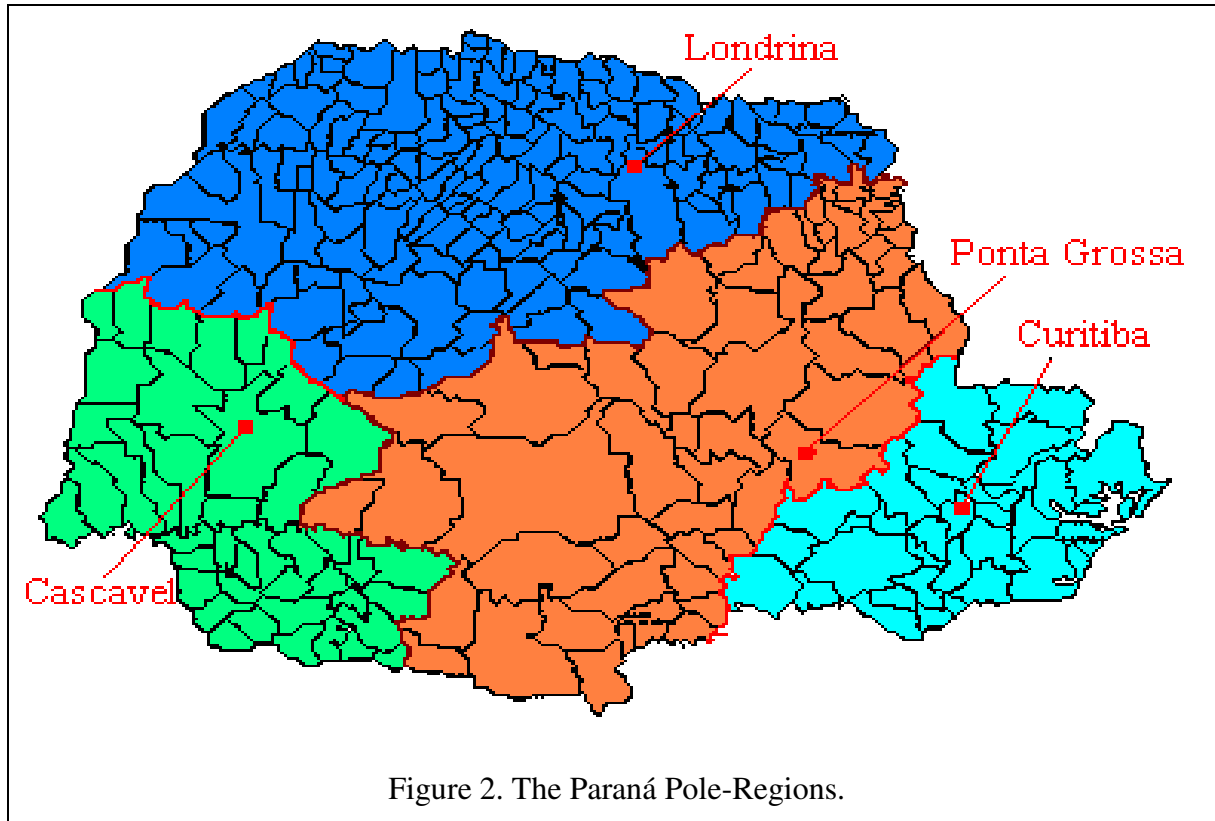 Londrina
Ponta Grossa
Curitiba
Cascavel
Figure 2. The Paraná Pole-Regions.